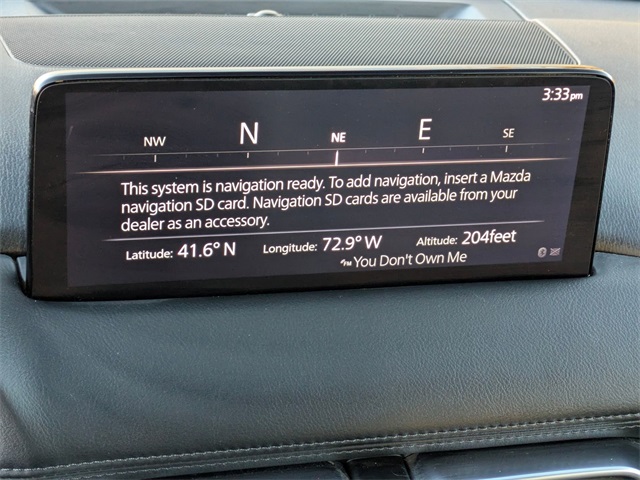 3:33pm
NW N NE E SE
This system is navigation ready. To add navigation, insert a Mazda
navigation SD card. Navigation SD cards are available from your
dealer as an accessory.
Latitude: 41.6° N Longitude: 72.9° W Altitude: 204feet
FM You Don't Own Me